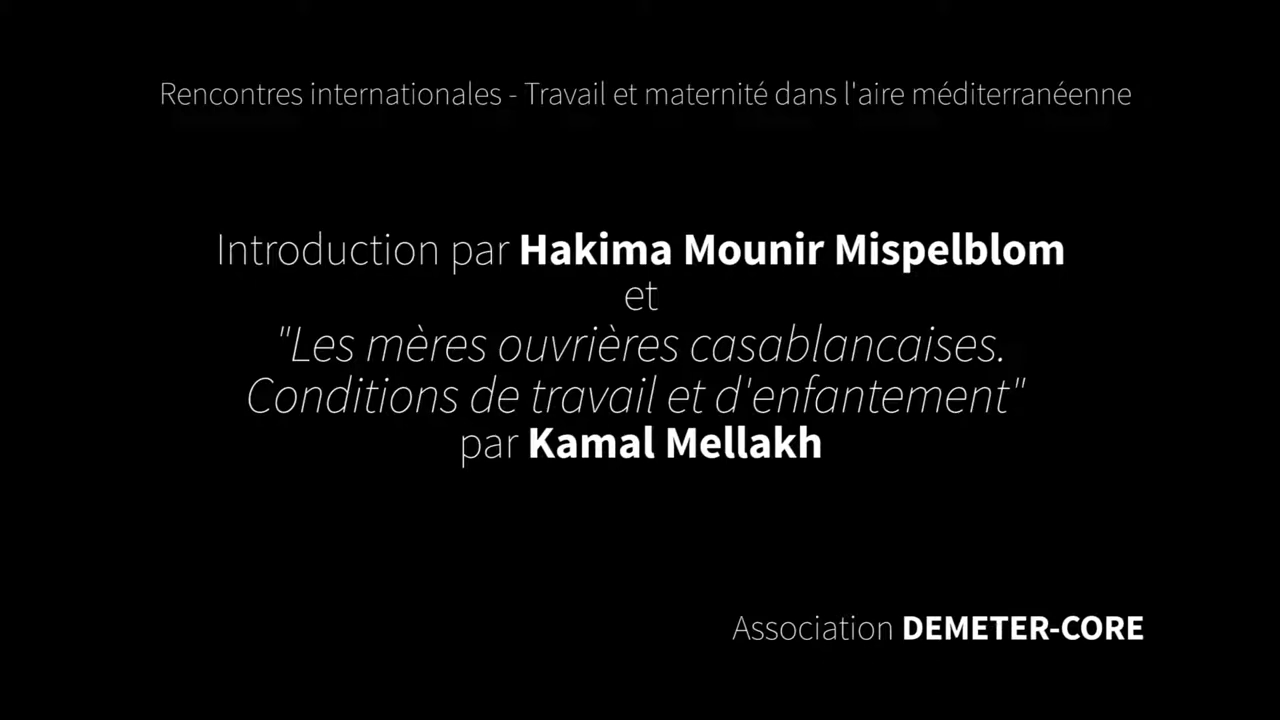 Rencontres internationales - Travail et maternité dans l'aire méditerranéenne
Introduction par Hakima Mounir Mispelblom
et
"Les mères ouvrières casablancaises.
Conditions de travail et d'enfantement"
par Kamal Mellakh
Association DEMETER-CORE